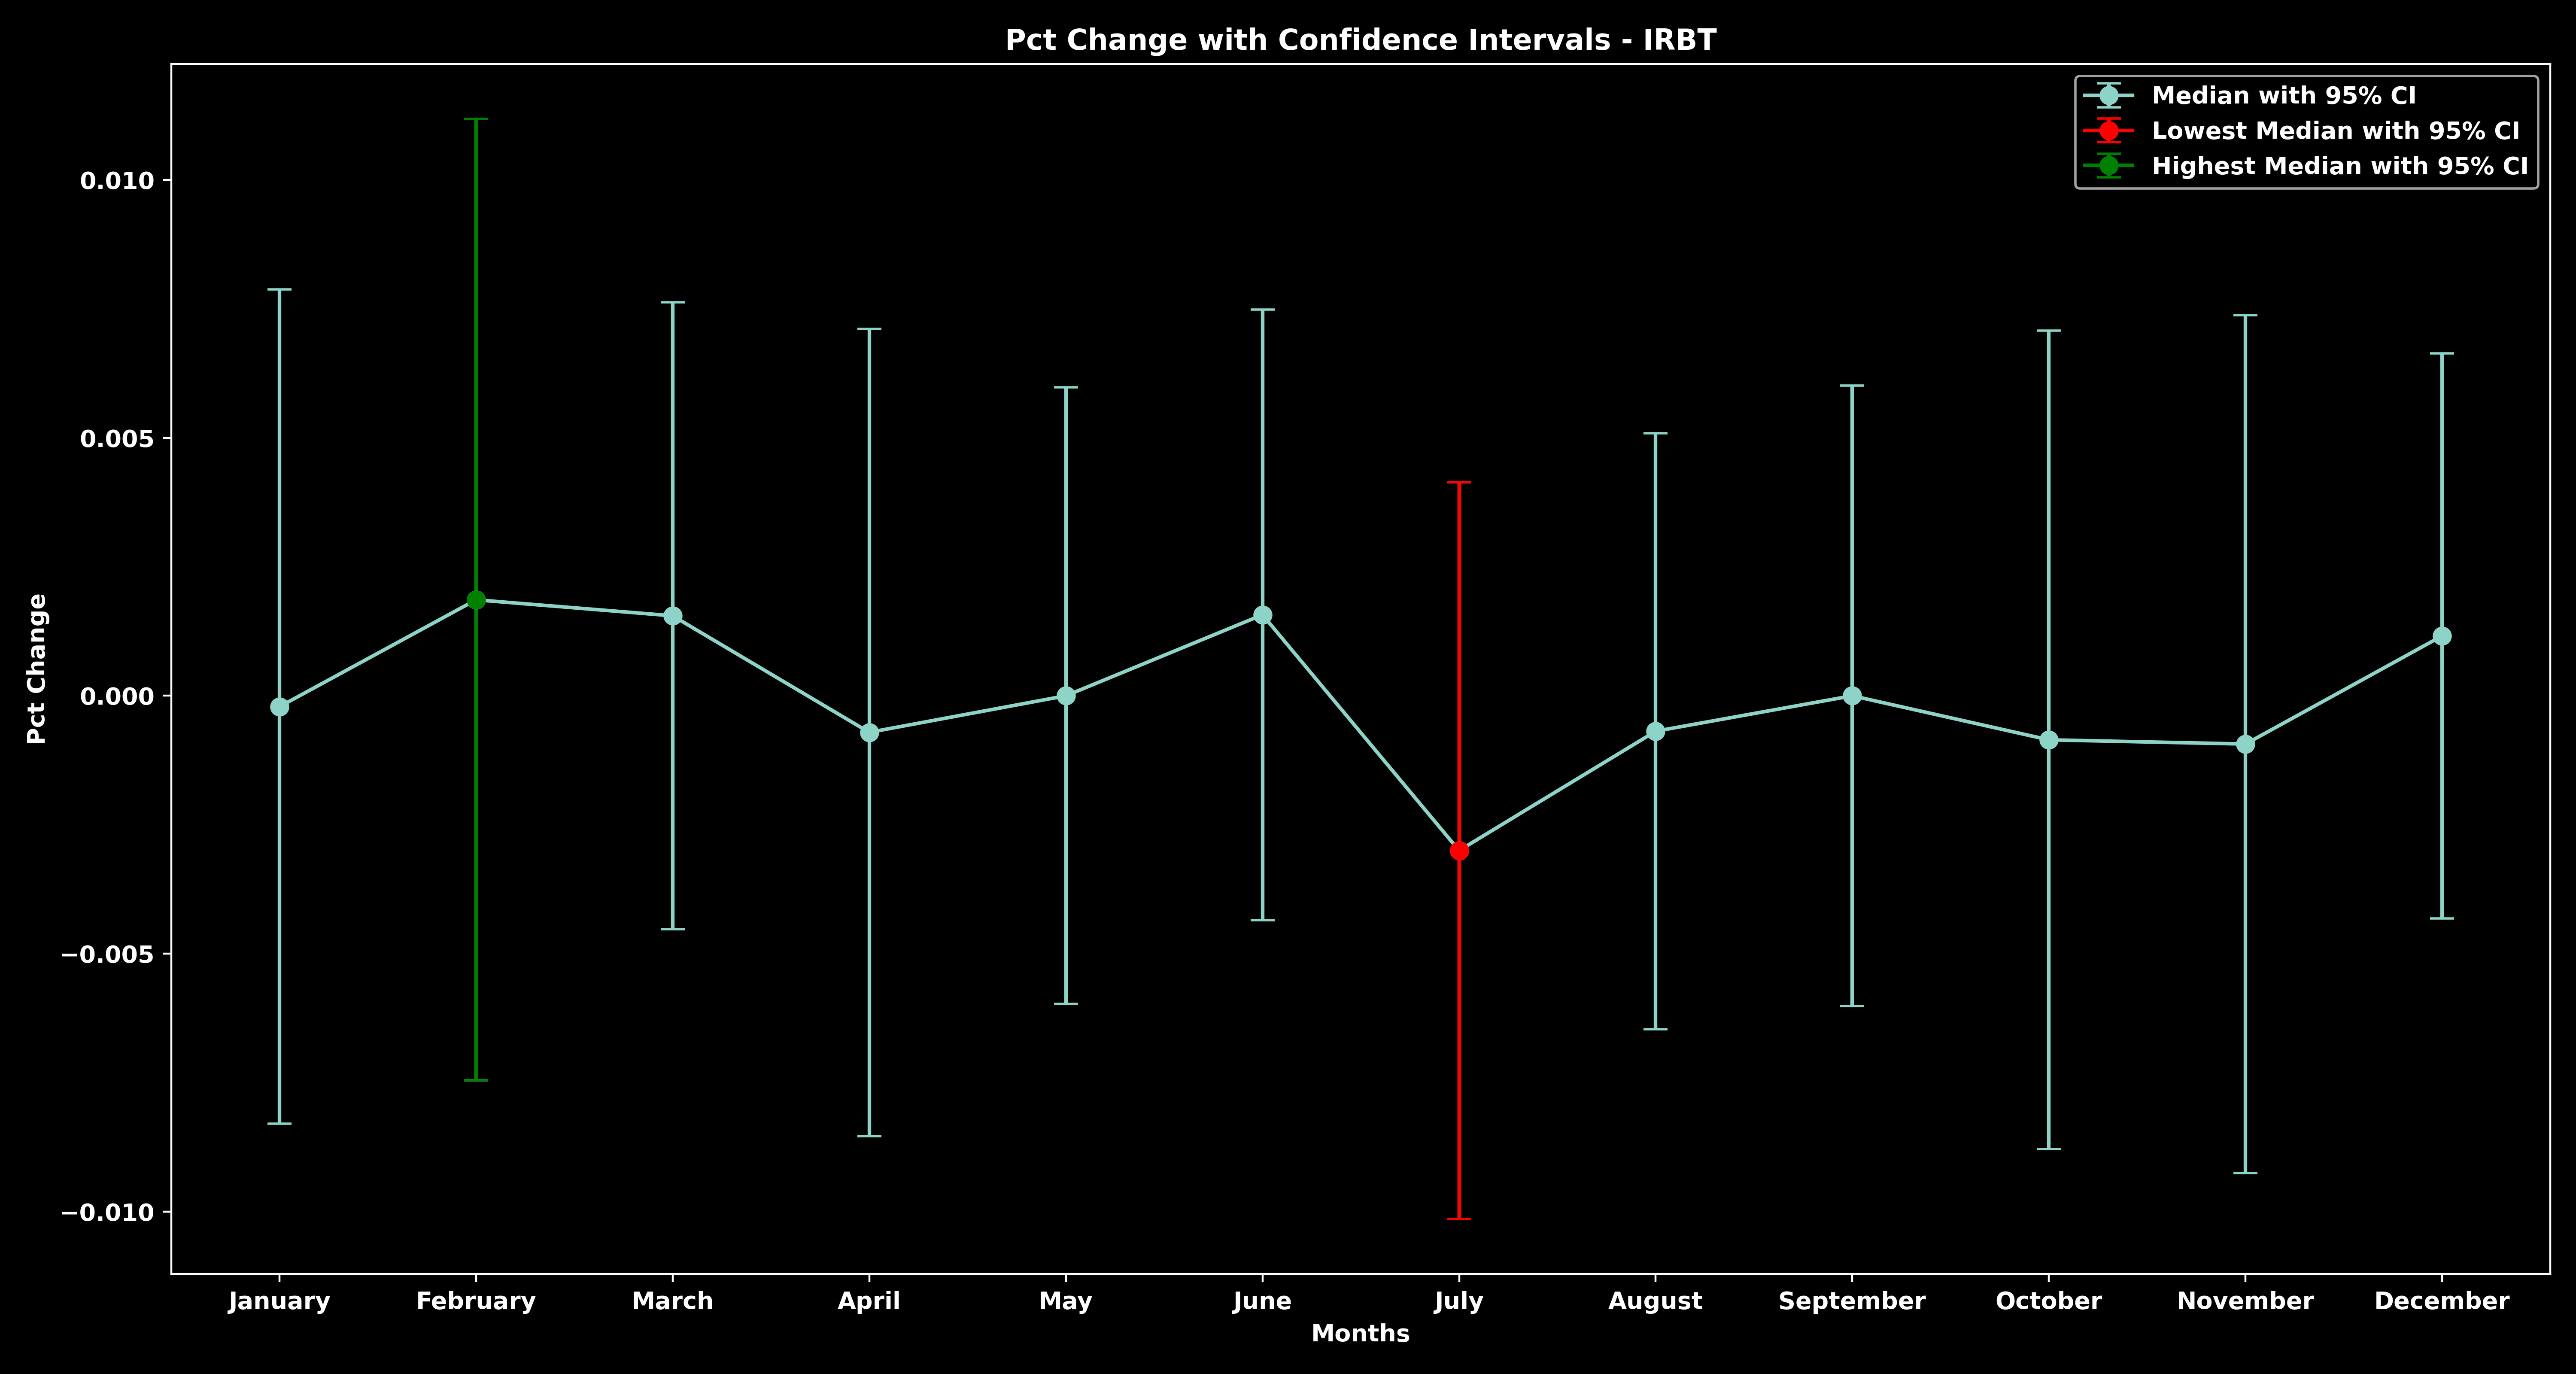 Pct Change with Confidence Intervals - IRBT
Median with 95% CI
Lowest Median with 95% CI
Highest Median with 95% CI
0.010
0.005
0.000
−0.005
−0.010
Pct Change
January February March April May June July August September October November December
Months